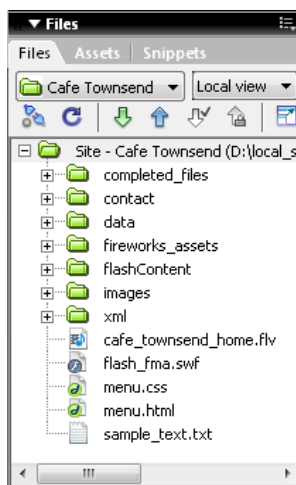 Files
Files Assets Snippets
Cafe Townsend Local view
Site - Cafe Townsend (D:\local_s
completed_files
contact
data
fireworks_assets
flashContent
images
xml
cafe_townsend_home.flv
flash_fma.swf
menu.css
menu.html
sample_text.txt